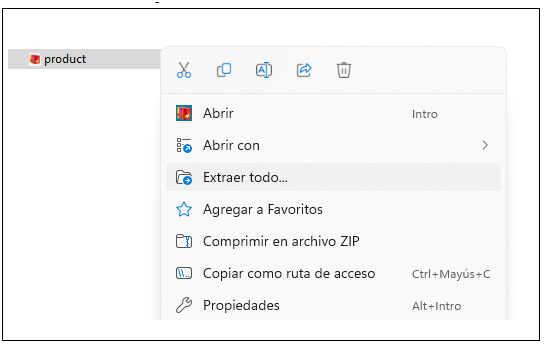 product
Abrir Intro
Abrir con
Extraer todo...
Agregar a Favoritos
Comprimir en archivo ZIP
Copiar como ruta de acceso Ctrl+Mayús+C
Propiedades Alt+Intro